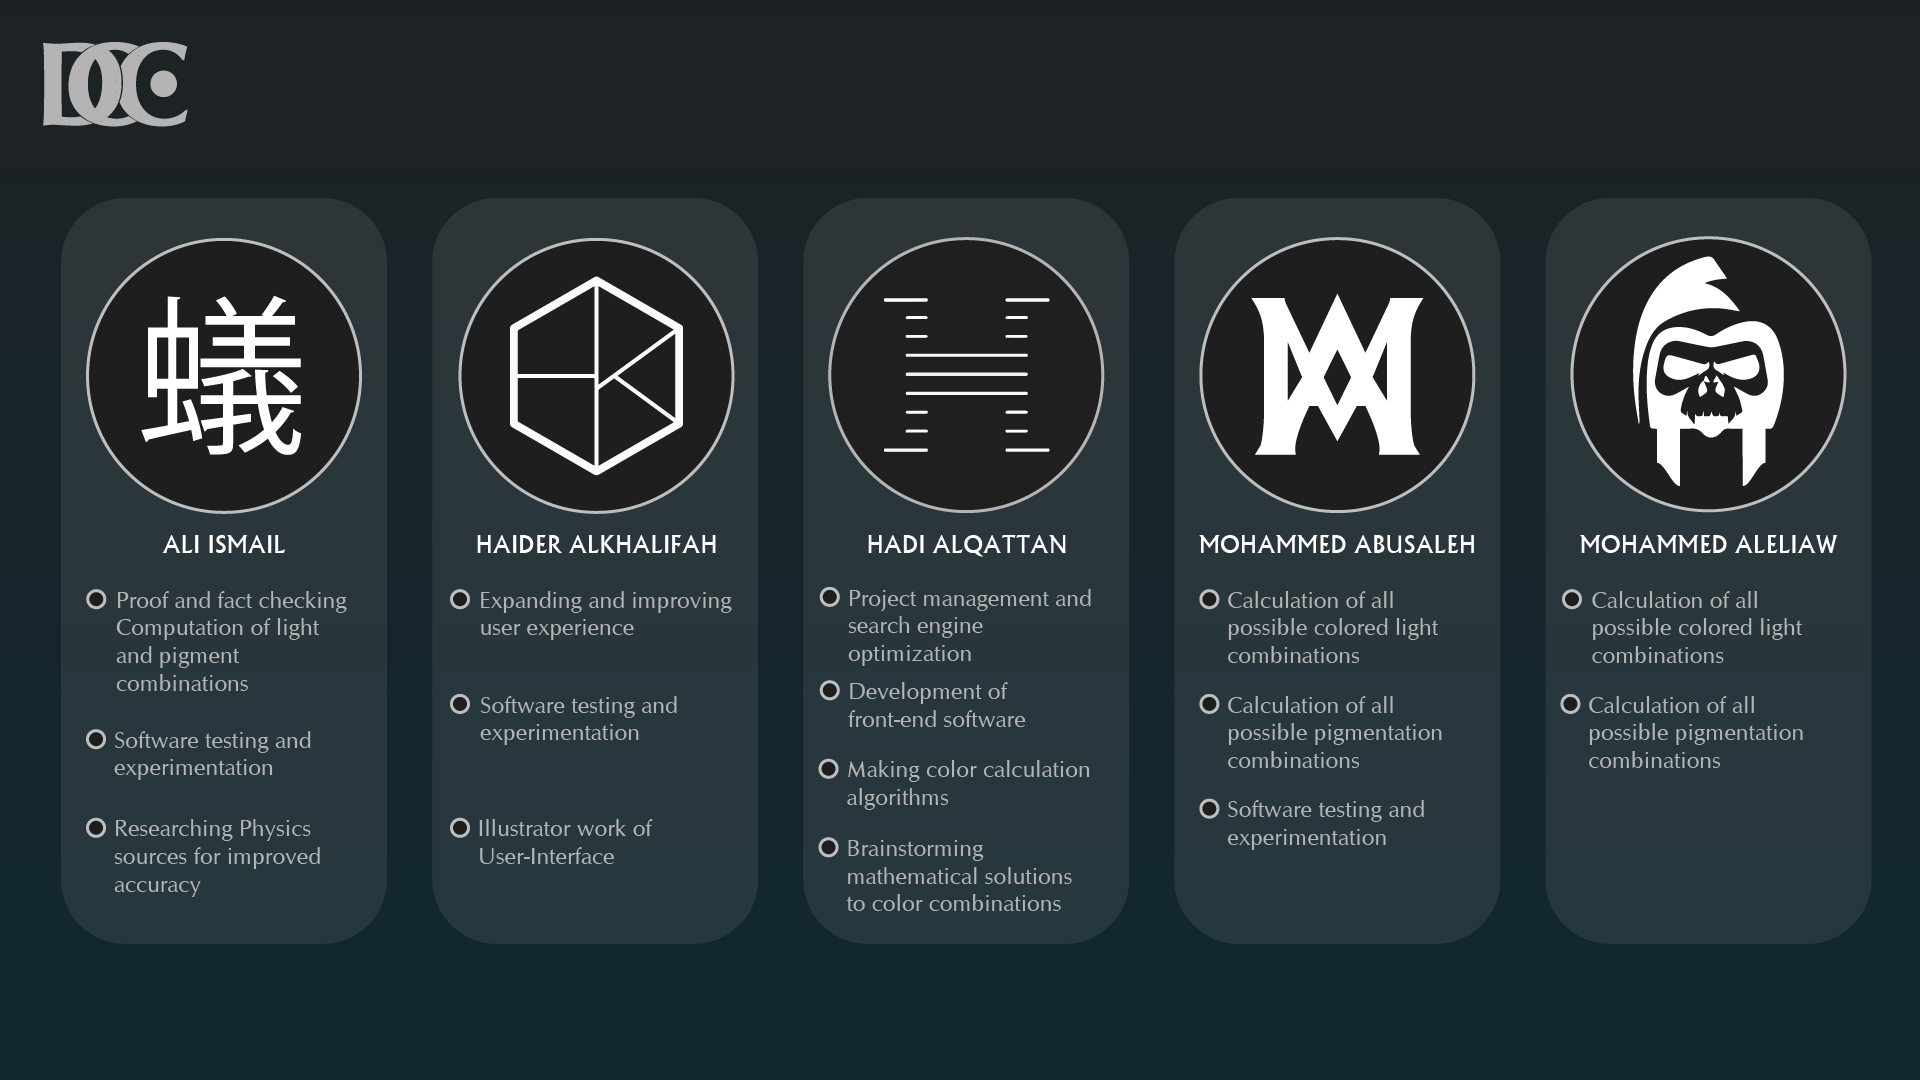 DOC
蟻
ALI ISMAIL
Proof and fact checking
Computation of light
and pigment
combinations
Software testing and
experimentation
Researching Physics
sources for improved
accuracy
HAIDER ALKHALIFAH
Expanding and improving
user experience
Software testing and
experimentation
Illustrator work of
User-Interface
HADI ALQATTAN
Project management and
search engine
optimization
Development of
front-end software
Making color calculation
algorithms
Brainstorming
mathematical solutions
to color combinations
MOHAMMED ABUSALEH
Calculation of all
possible colored light
combinations
Calculation of all
possible pigmentation
combinations
Software testing and
experimentation
MOHAMMED ALELIAW
Calculation of all
possible colored light
combinations
Calculation of all
possible pigmentation
combinations